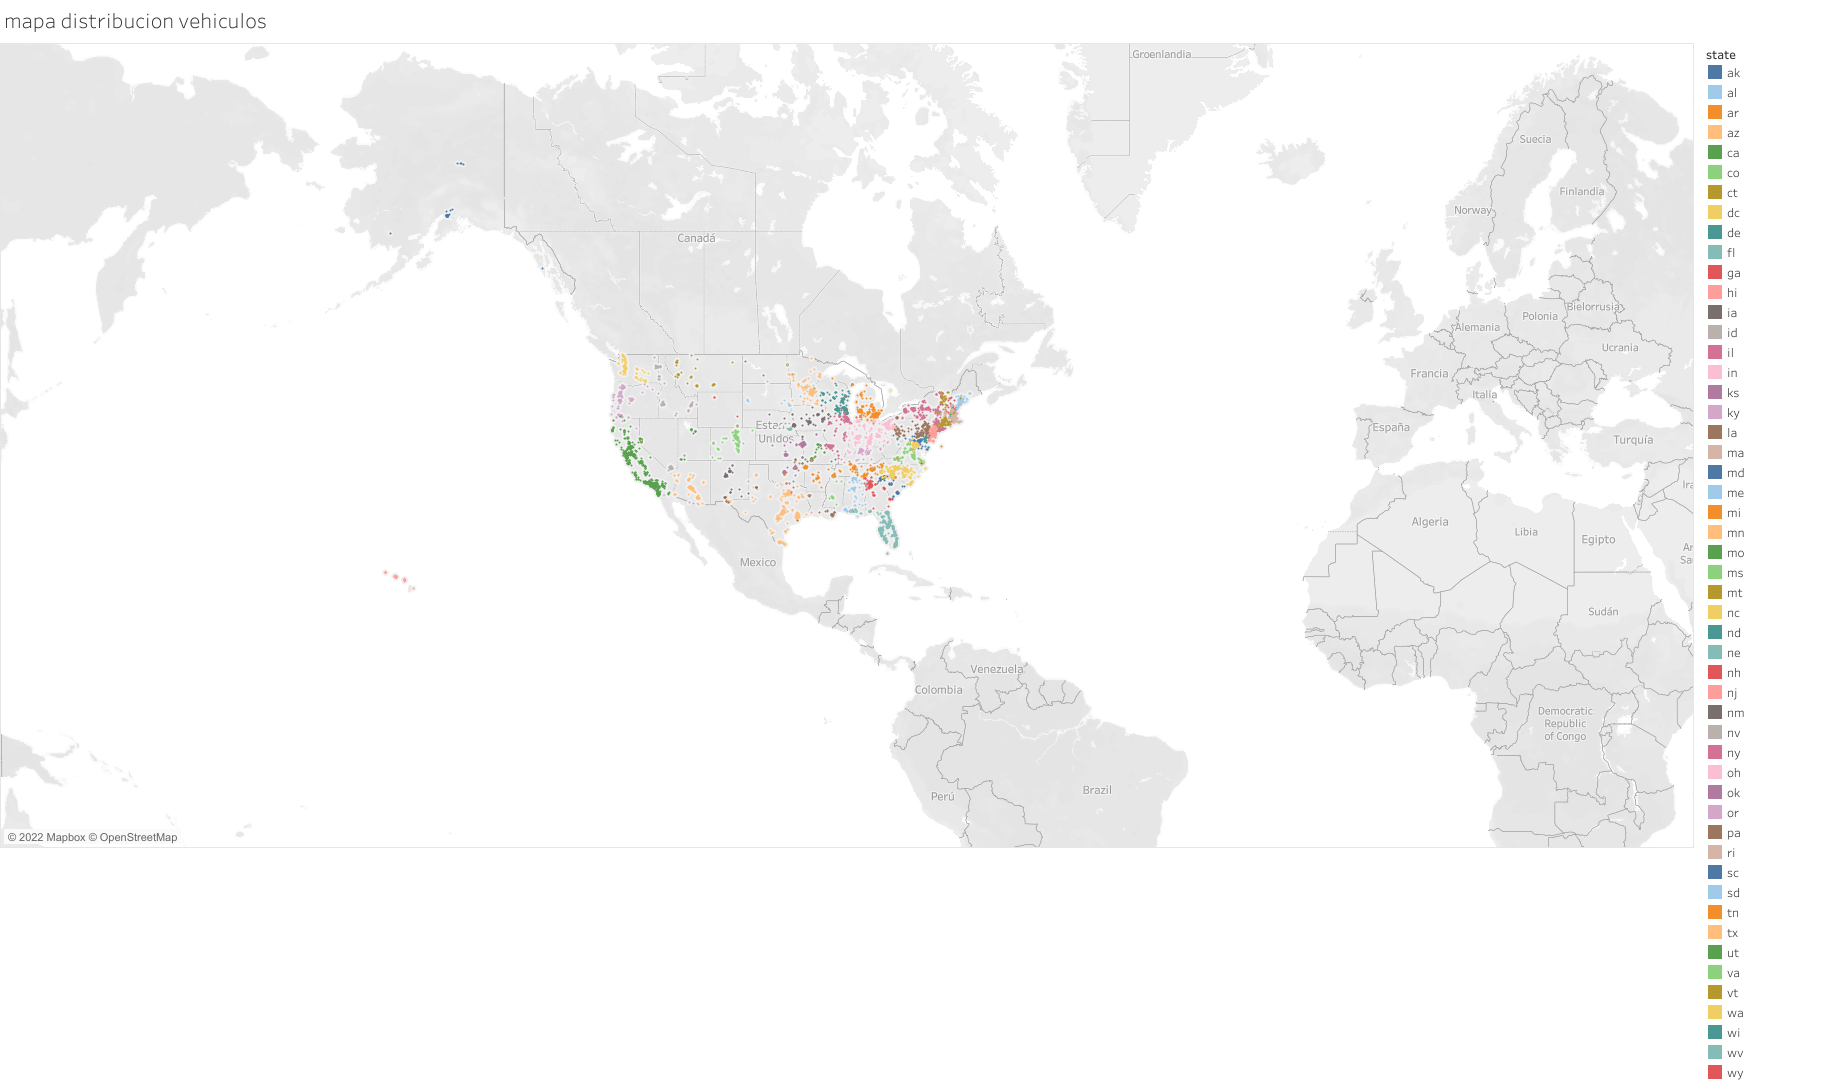 mapa distribucion vehiculos
Groenlandia
Suecia
Finlandia
Norway
Canadá
Bielorrusia
Polonia
Alemania
Ucrania
Francia
Italia
España
Turquía
Estados
Unidos
Mexico
Algeria
Libia
Egipto
Sudán
Venezuela
Colombia
Democratic
Republic
of Congo
Perú
Brazil
© 2022 Mapbox © OpenStreetMap
state
ak
al
ar
az
ca
co
ct
dc
de
fl
ga
hi
ia
id
il
in
ks
ky
la
ma
md
me
mi
mn
mo
ms
mt
nc
nd
ne
nh
nj
nm
nv
ny
oh
ok
or
pa
ri
sc
sd
tn
tx
ut
va
vt
wa
wi
wv
wy